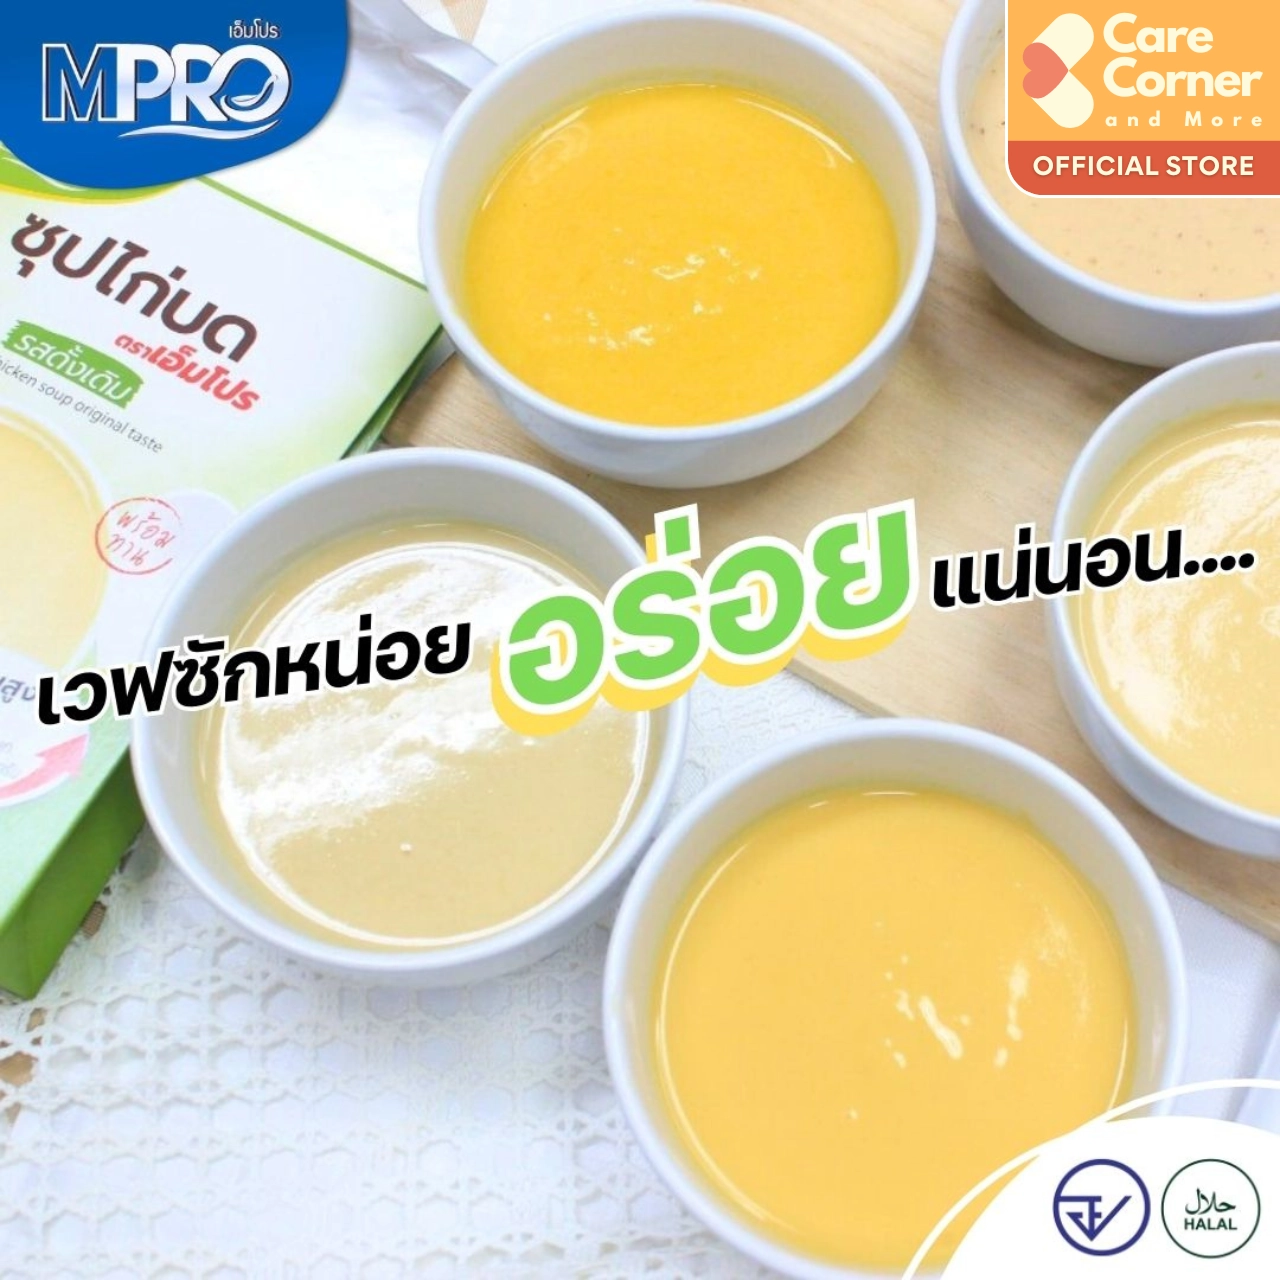 เอ็มโปร
MPRO
Care
Corner
and More
OFFICIAL STORE
ซุปไก่บด
ตราเอ็มโปร
รสดั้งเดิม
chicken soup original taste
พร้อม
ทาน
เวฟซักหน่อย อร่อย แน่นอน....
สูง
حلال
HALAL